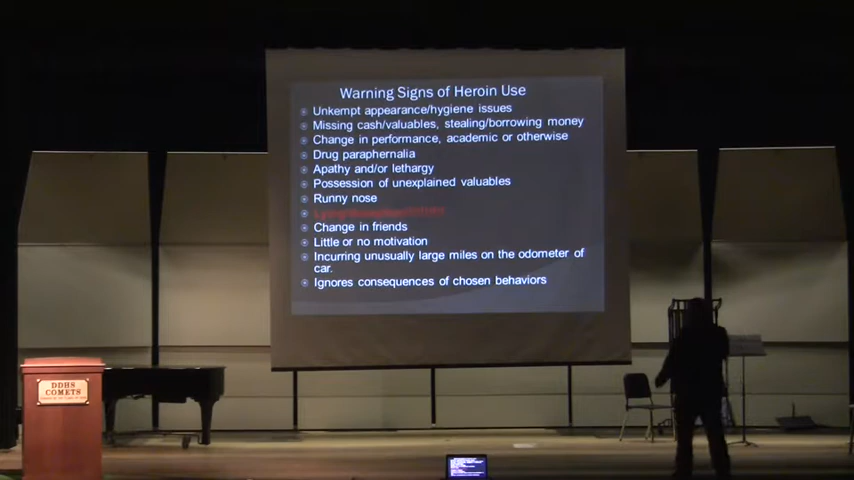 Warning Signs of Heroin Use
Unkempt appearance/hygiene issues
Missing cash/valuables, stealing/borrowing money
Change in performance, academic or otherwise
Drug paraphernalia
Apathy and/or lethargy
Possession of unexplained valuables
Runny nose
Change in friends
Little or no motivation
Incurring unusually large miles on the odometer of
car.
Ignores consequences of chosen behaviors
DDHS
COMETS